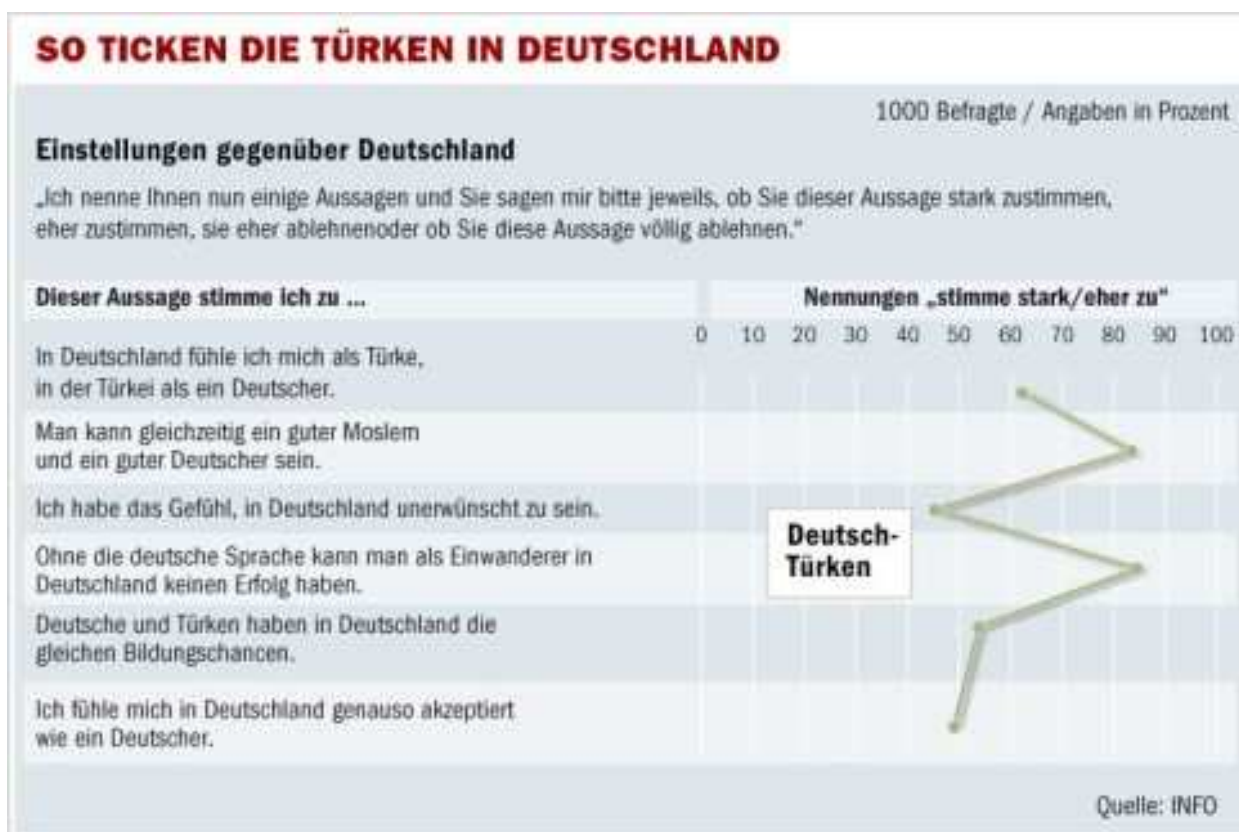 SO TICKEN DIE TÜRKEN IN DEUTSCHLAND
1000 Befragte / Angaben in Prozent
Einstellungen gegenüber Deutschland
„Ich nenne Ihnen nun einige Aussagen und Sie sagen mir bitte jeweils, ob Sie dieser Aussage stark zustimmen,
eher zustimmen, sie eher ablehnenoder ob Sie diese Aussage völlig ablehnen.“
Dieser Aussage stimme ich zu ...
Nennungen „stimme stark/eher zu“
0 10 20 30 40 50 60 70 80 90 100
In Deutschland fühle ich mich als Türke,
in der Türkei als ein Deutscher.
Man kann gleichzeitig ein guter Moslem
und ein guter Deutscher sein.
Ich habe das Gefühl, in Deutschland unerwünscht zu sein.
Ohne die deutsche Sprache kann man als Einwanderer in
Deutschland keinen Erfolg haben.
Deutsche und Türken haben in Deutschland die
gleichen Bildungschancen.
Ich fühle mich in Deutschland genauso akzeptiert
wie ein Deutscher.
Deutsch-
Türken
Quelle: INFO